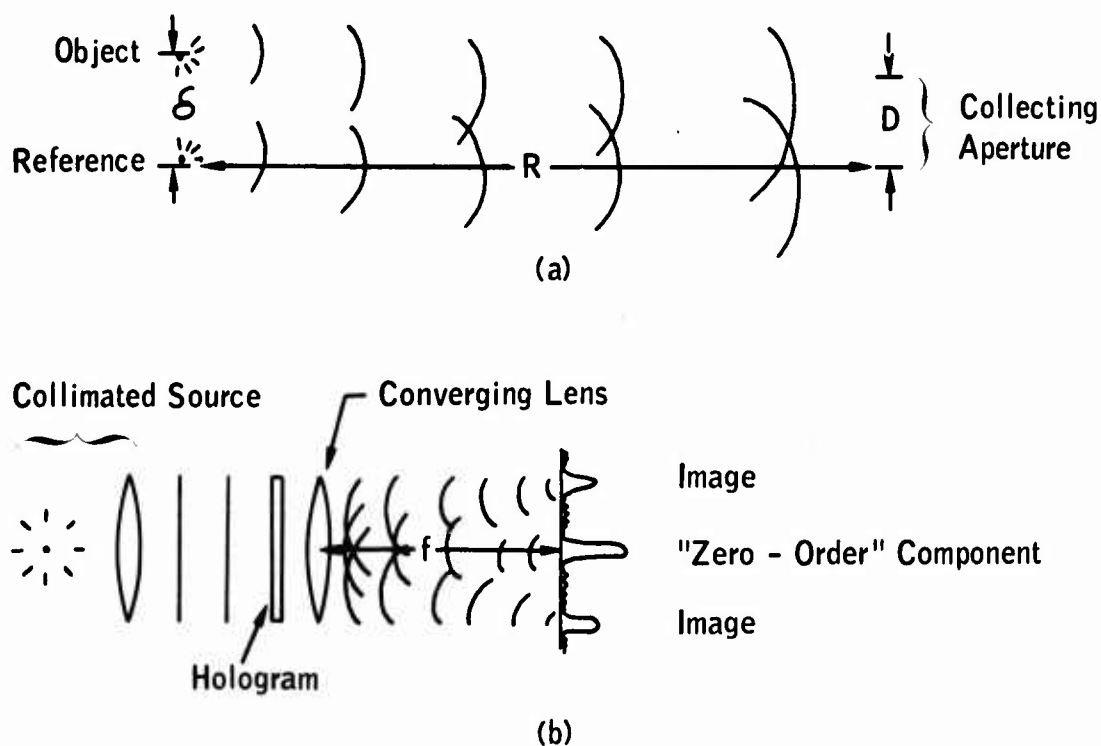 Object
δ
Reference
R
D
Collecting
Aperture
(a)
Collimated Source
Converging Lens
f
Image
"Zero - Order" Component
Image
Hologram
(b)